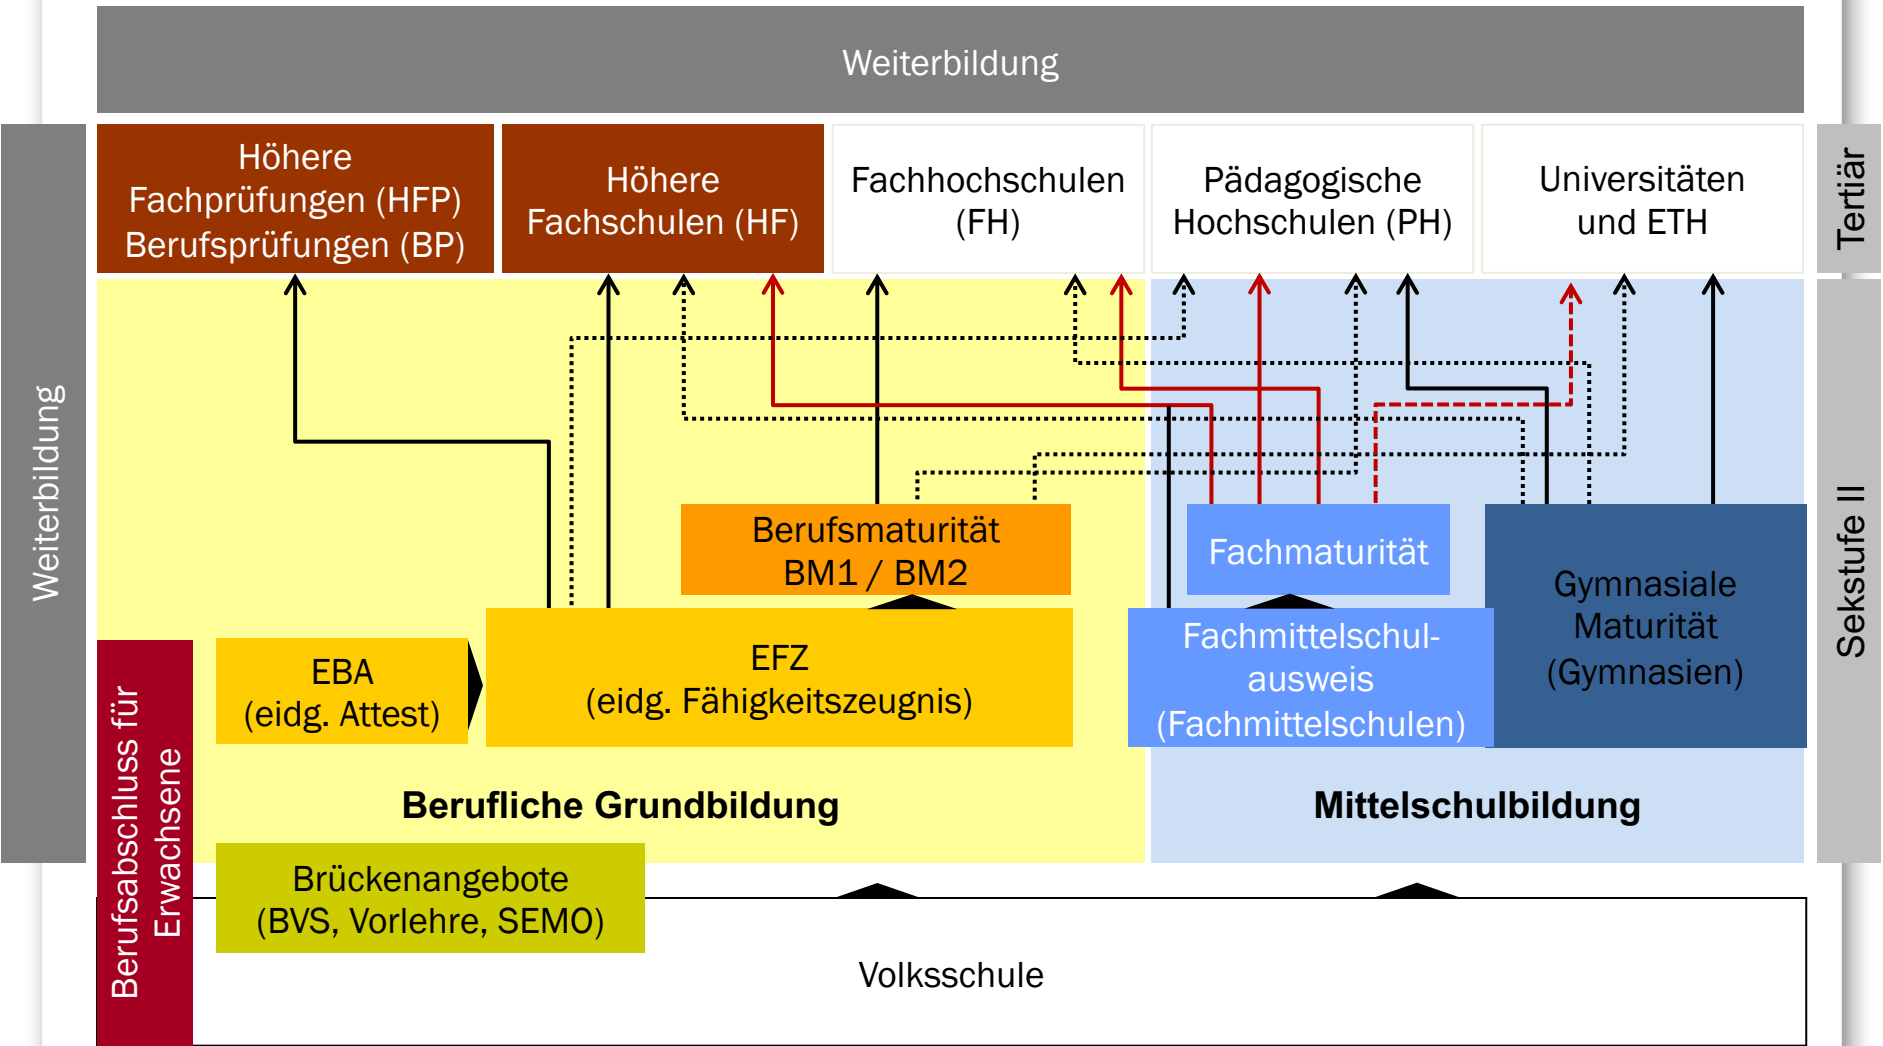 Weiterbildung
Höhere
Fachprüfungen (HFP)
Berufsprüfungen (BP)
Höhere
Fachschulen (HF)
Fachhochschulen
(FH)
Pädagogische
Hochschulen (PH)
Universitäten
und ETH
Tertiär
Weiterbildung
Sekstufe II
Berufsmaturität
BM1 / BM2
Fachmaturität
Gymnasiale
Maturität
(Gymnasien)
EBA
(eidg. Attest)
EFZ
(eidg. Fähigkeitszeugnis)
Fachmittelschul-
ausweis
(Fachmittelschulen)
Berufliche Grundbildung
Mittelschulbildung
Berufsabschluss für
Erwachsene
Brückenangebote
(BVS, Vorlehre, SEMO)
Volksschule